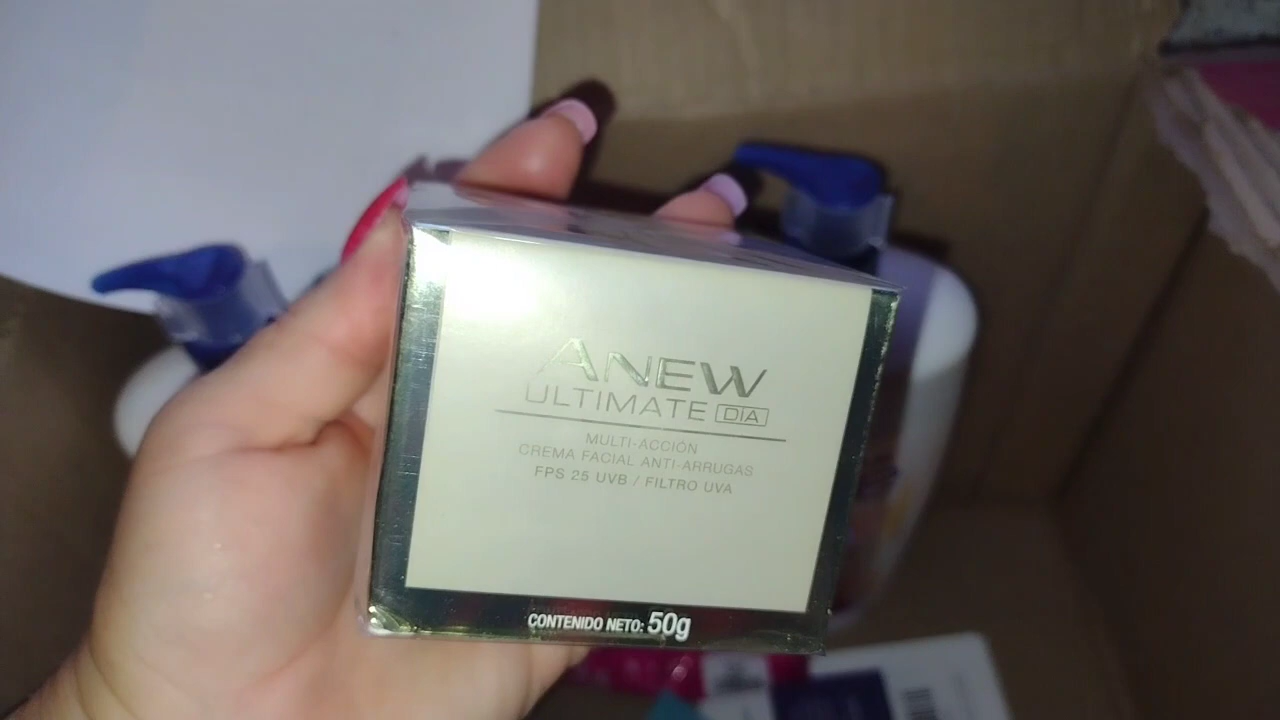 ANEW
ULTIMATE DIA
MULTI-ACCIÓN
CREMA FACIAL ANTI-ARRUGAS
FPS 25 UVB / FILTRO UVA
CONTENIDO NETO: 50g